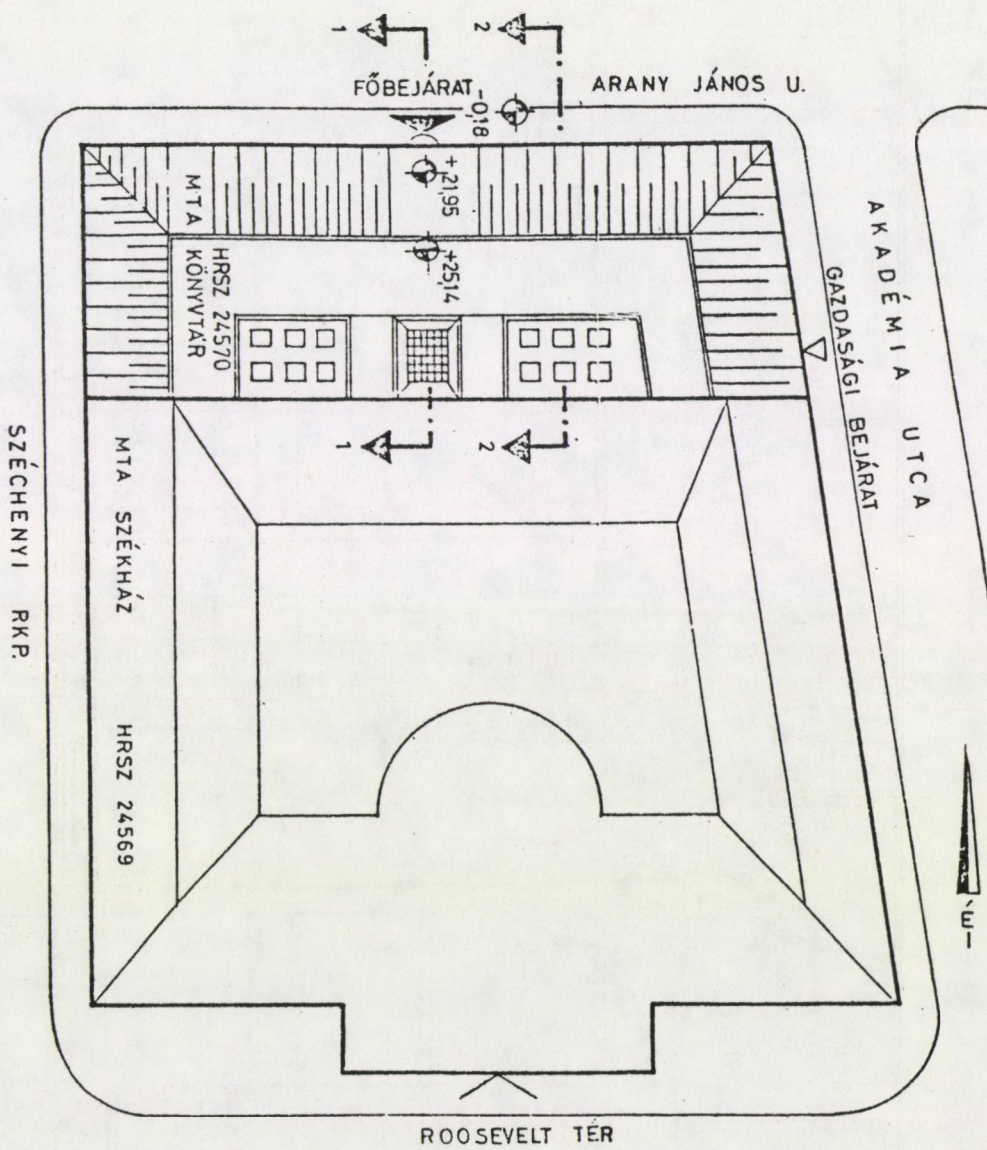 1
2
FŐBEJÁRAT
-0,18
ARANY JÁNOS U.
+21,95
+25,14
MTA
KÖNYVTÁR
HRSZ 24570
AKADÉMIA UTCA
GAZDASÁGI BEJÁRAT
1
2
MTA SZÉKHÁZ HRSZ 24569
SZÉCHENYI RKP.
É
ROOSEVELT TÉR